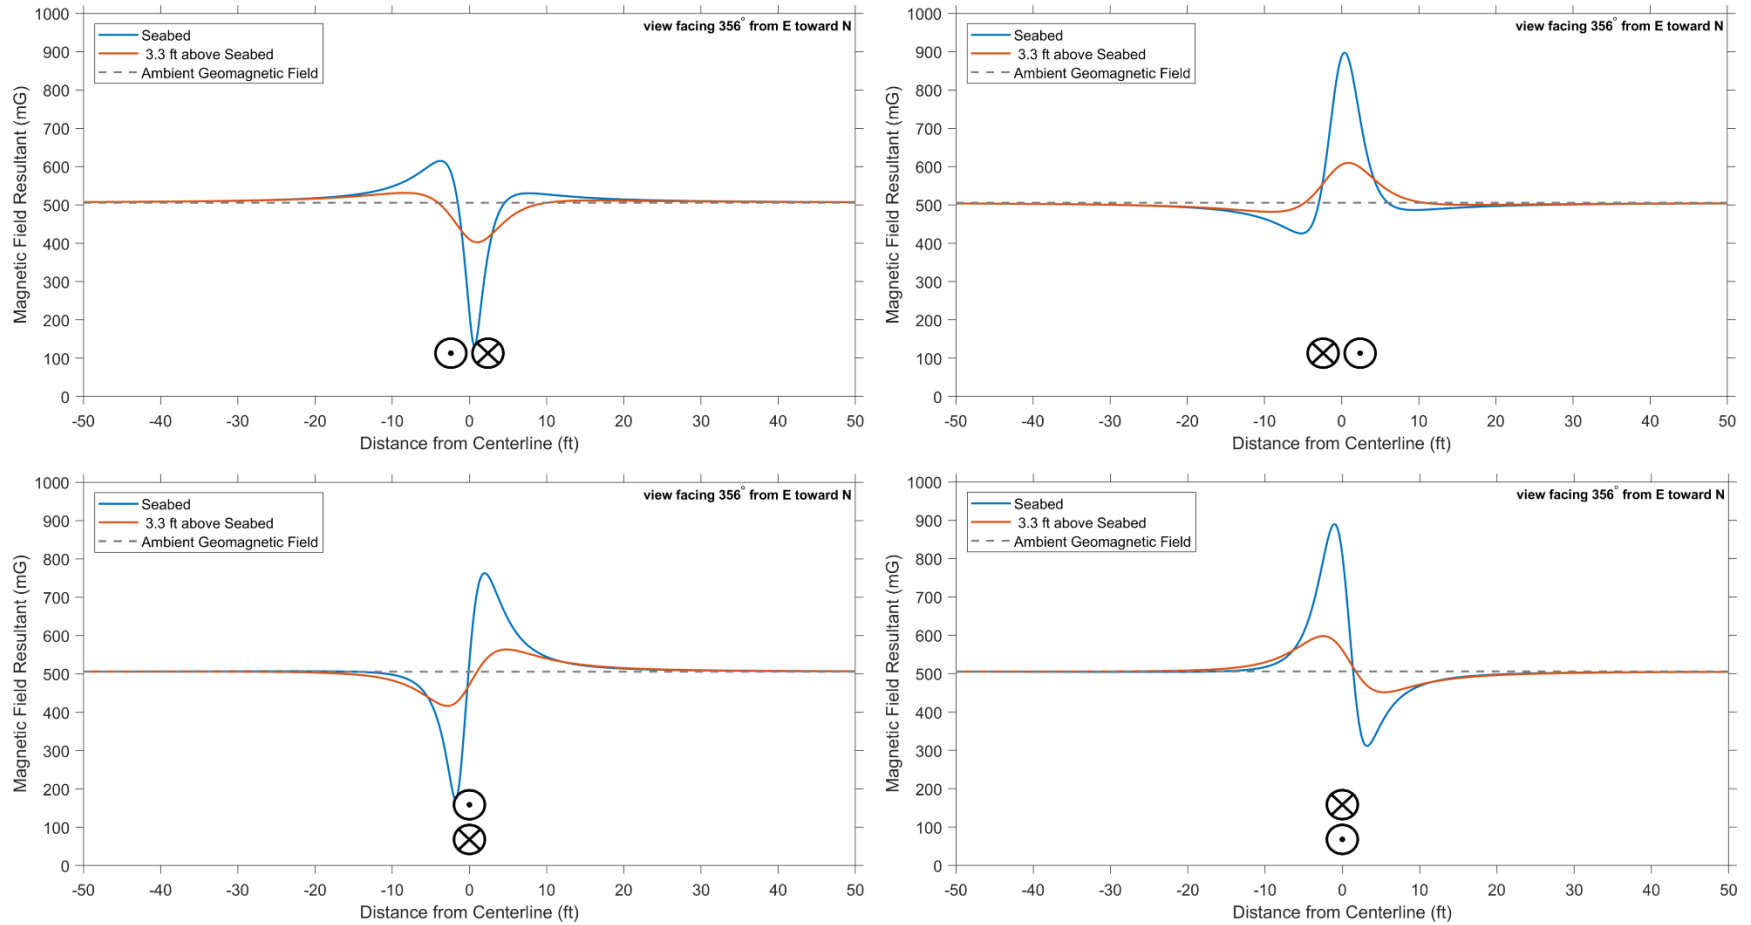 view facing 356° from E toward N
Seabed
3.3 ft above Seabed
Ambient Geomagnetic Field
Magnetic Field Resultant (mG)
1000
900
800
700
600
500
400
300
200
100
0
-50 -40 -30 -20 -10 0 10 20 30 40 50
Distance from Centerline (ft)
view facing 356° from E toward N
Seabed
3.3 ft above Seabed
Ambient Geomagnetic Field
Magnetic Field Resultant (mG)
1000
900
800
700
600
500
400
300
200
100
0
-50 -40 -30 -20 -10 0 10 20 30 40 50
Distance from Centerline (ft)
view facing 356° from E toward N
Seabed
3.3 ft above Seabed
Ambient Geomagnetic Field
Magnetic Field Resultant (mG)
1000
900
800
700
600
500
400
300
200
100
0
-50 -40 -30 -20 -10 0 10 20 30 40 50
Distance from Centerline (ft)
view facing 356° from E toward N
Seabed
3.3 ft above Seabed
Ambient Geomagnetic Field
Magnetic Field Resultant (mG)
1000
900
800
700
600
500
400
300
200
100
0
-50 -40 -30 -20 -10 0 10 20 30 40 50
Distance from Centerline (ft)